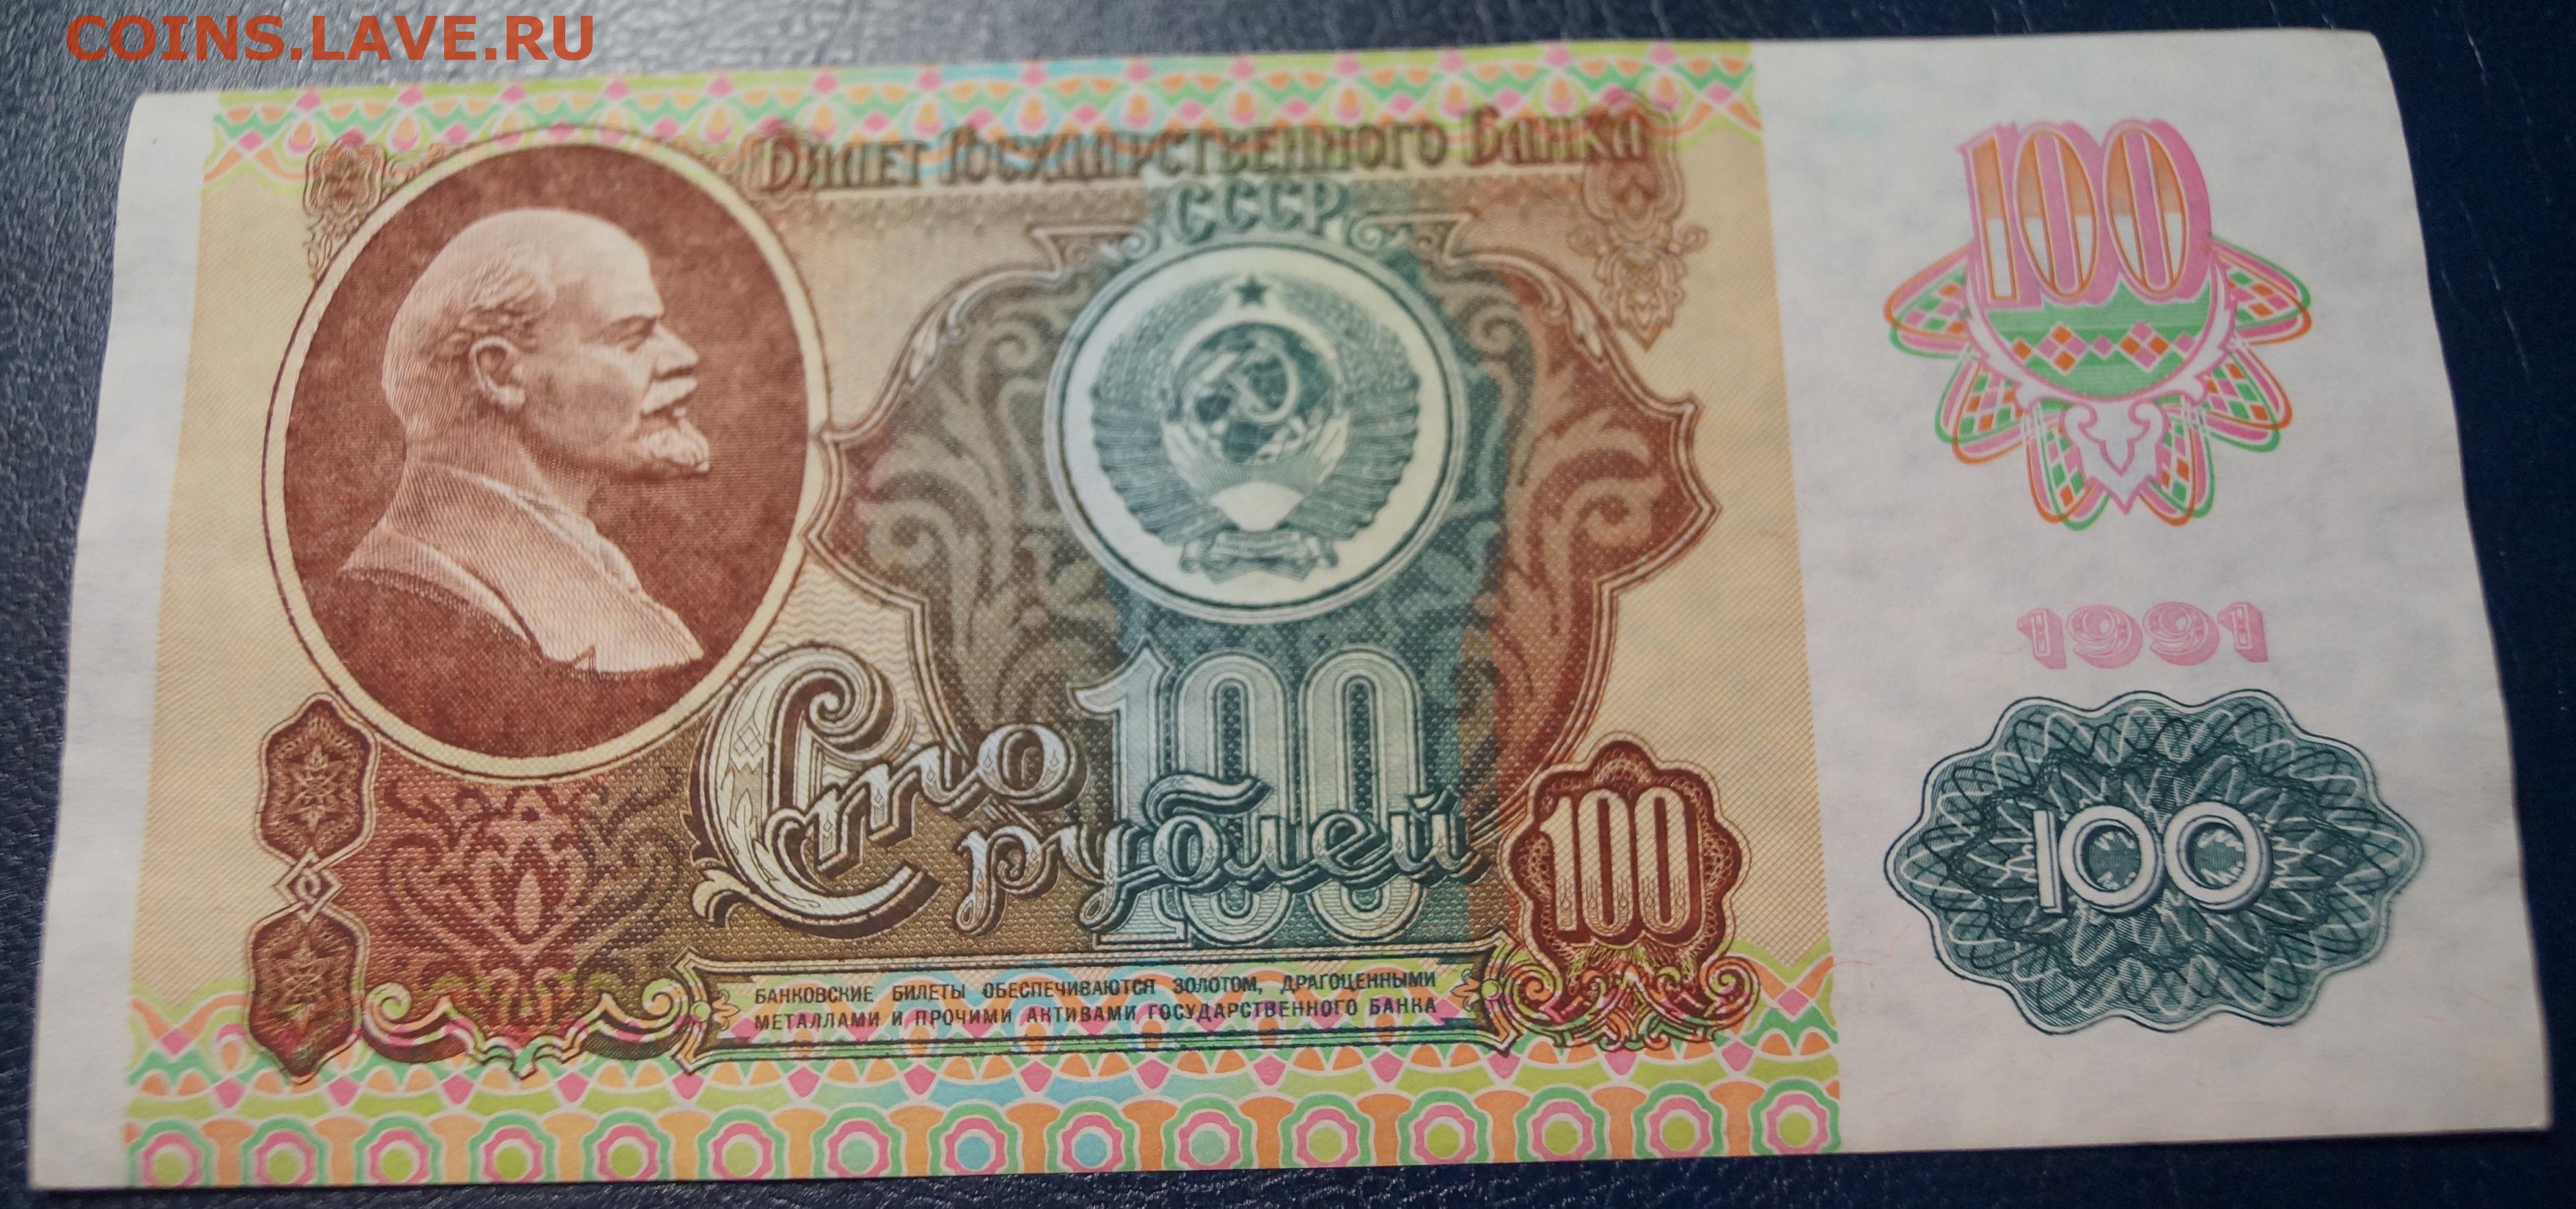 COINS.LAVE.RU
Билет Государственного Банка
СССР
100
1991
100
Сто
рублей
100
100
100
БАНКОВСКИЕ БИЛЕТЫ ОБЕСПЕЧИВАЮТСЯ ЗОЛОТОМ, ДРАГОЦЕННЫМИ
МЕТАЛЛАМИ И ПРОЧИМИ АКТИВАМИ ГОСУДАРСТВЕННОГО БАНКА